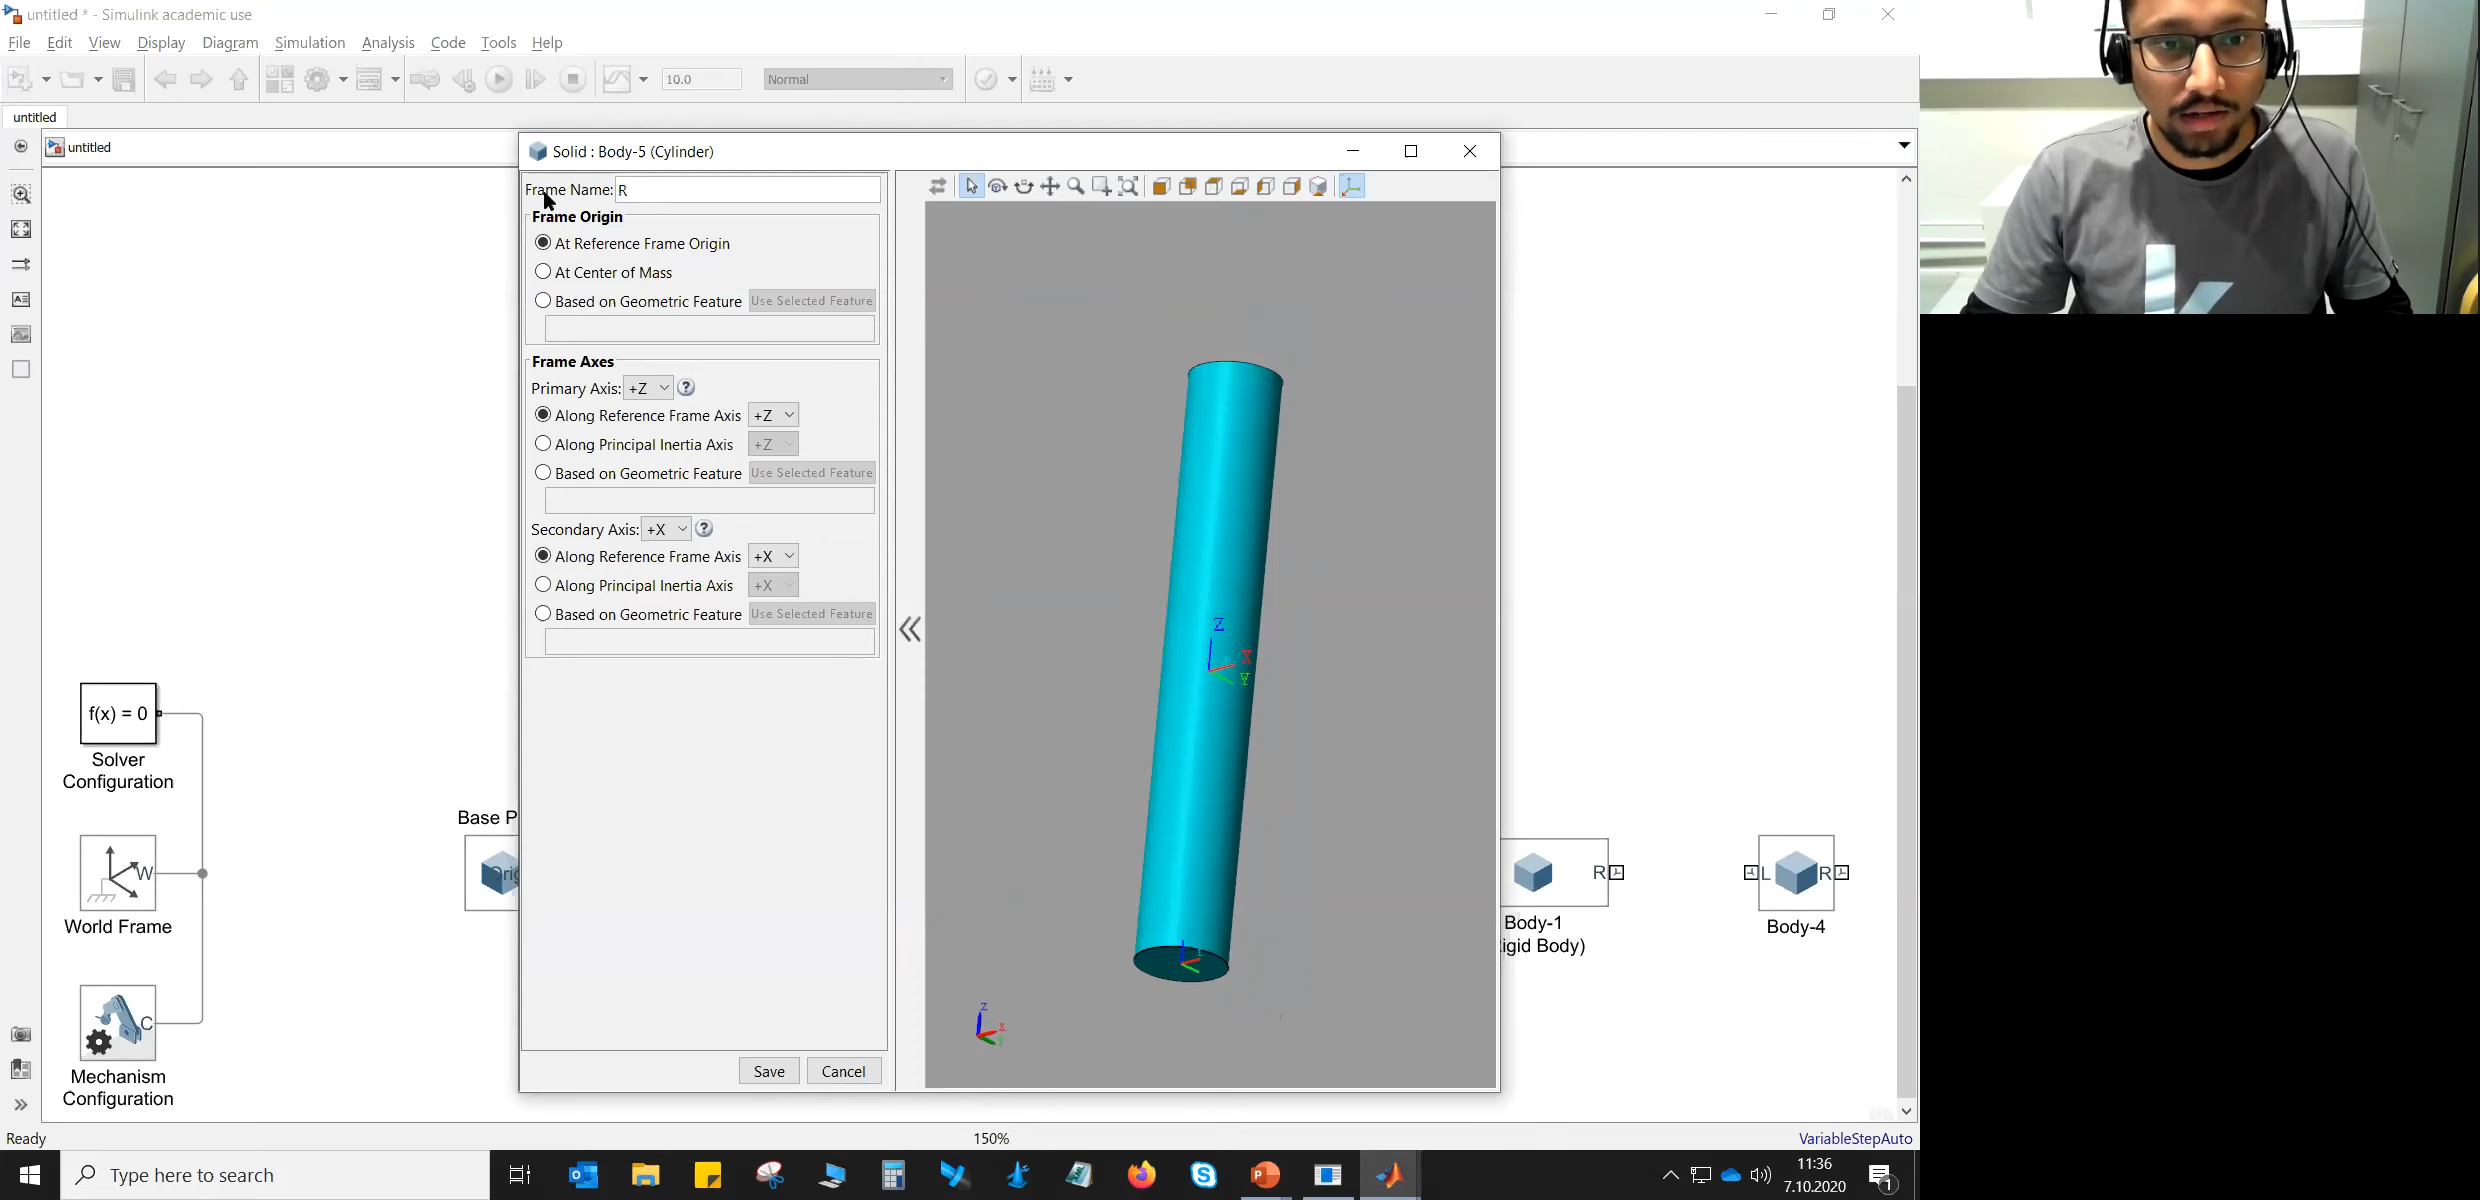 untitled * - Simulink academic use
File Edit View Display Diagram Simulation Analysis Code Tools Help
10.0 Normal
untitled
untitled
Solid : Body-5 (Cylinder)
Frame Name: R
Frame Origin
At Reference Frame Origin
At Center of Mass
Based on Geometric Feature Use Selected Feature
Frame Axes
Primary Axis: +Z ?
Along Reference Frame Axis +Z
Along Principal Inertia Axis +Z
Based on Geometric Feature Use Selected Feature
Secondary Axis: +X ?
Along Reference Frame Axis +X
Along Principal Inertia Axis +X
Based on Geometric Feature Use Selected Feature
Save Cancel
Z
X
Y
Z
X
Y
f(x) = 0
Solver
Configuration
W
World Frame
C
Mechanism
Configuration
Base P
Orig
R
Body-1
igid Body)
L R
Body-4
Ready 150% VariableStepAuto
Type here to search
11:36
7.10.2020
1